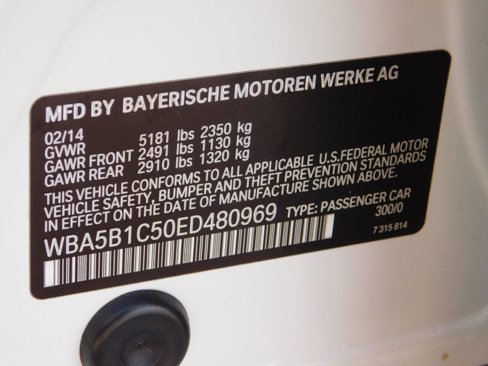 MFD BY BAYERISCHE MOTOREN WERKE AG
02/14
GVWR 5181 lbs 2350 kg
GAWR FRONT 2491 lbs 1130 kg
GAWR REAR 2910 lbs 1320 kg
THIS VEHICLE CONFORMS TO ALL APPLICABLE U.S.FEDERAL MOTOR
VEHICLE SAFETY, BUMPER AND THEFT PREVENTION STANDARDS
IN EFFECT ON THE DATE OF MANUFACTURE SHOWN ABOVE.
WBA5B1C50ED480969 TYPE: PASSENGER CAR
300/0
7 315 814